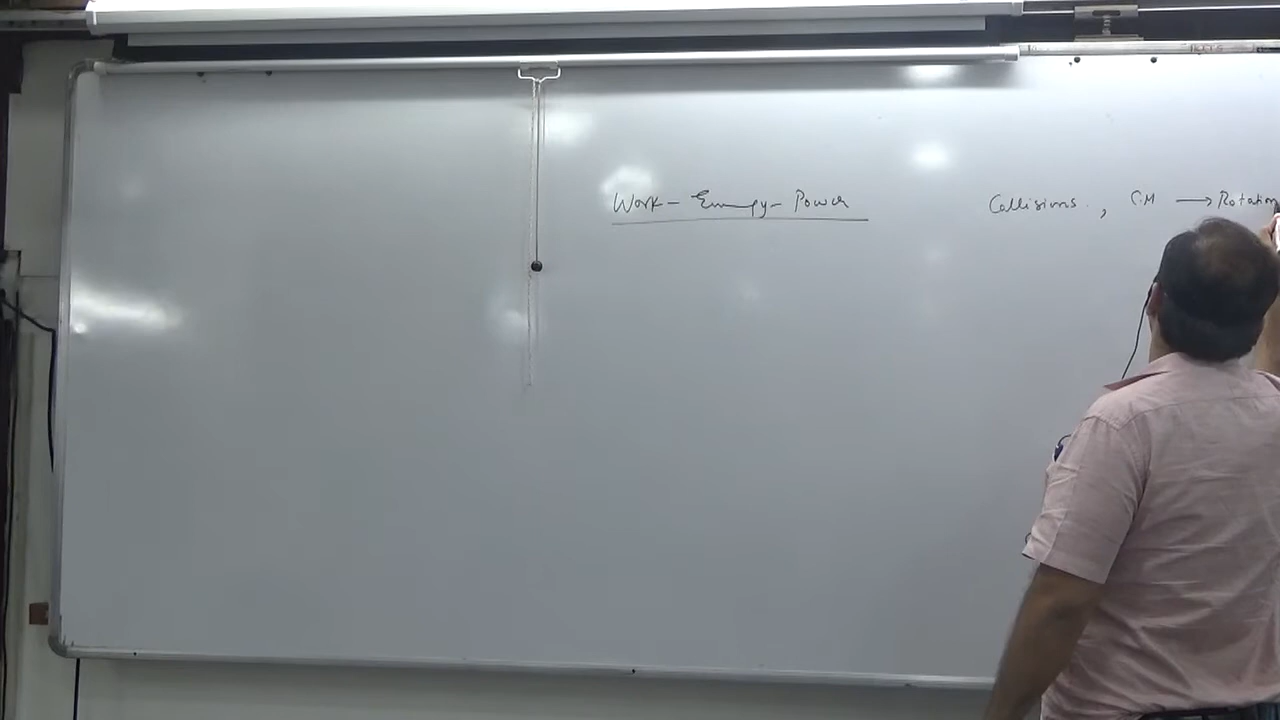 Work - Energy - Power Collisions , C.M → Rotation